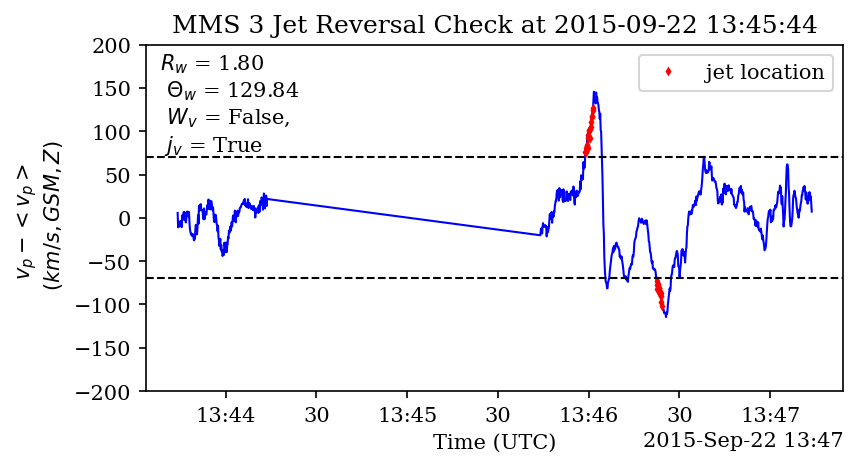 MMS 3 Jet Reversal Check at 2015-09-22 13:45:44
R_w = 1.80
Θ_w = 129.84
W_v = False,
j_v = True
jet location
200
150
100
50
0
−50
−100
−150
−200
v_p − < v_p >
(km/s, GSM, Z)
13:44 30 13:45 30 13:46 30 13:47
Time (UTC)
2015-Sep-22 13:47